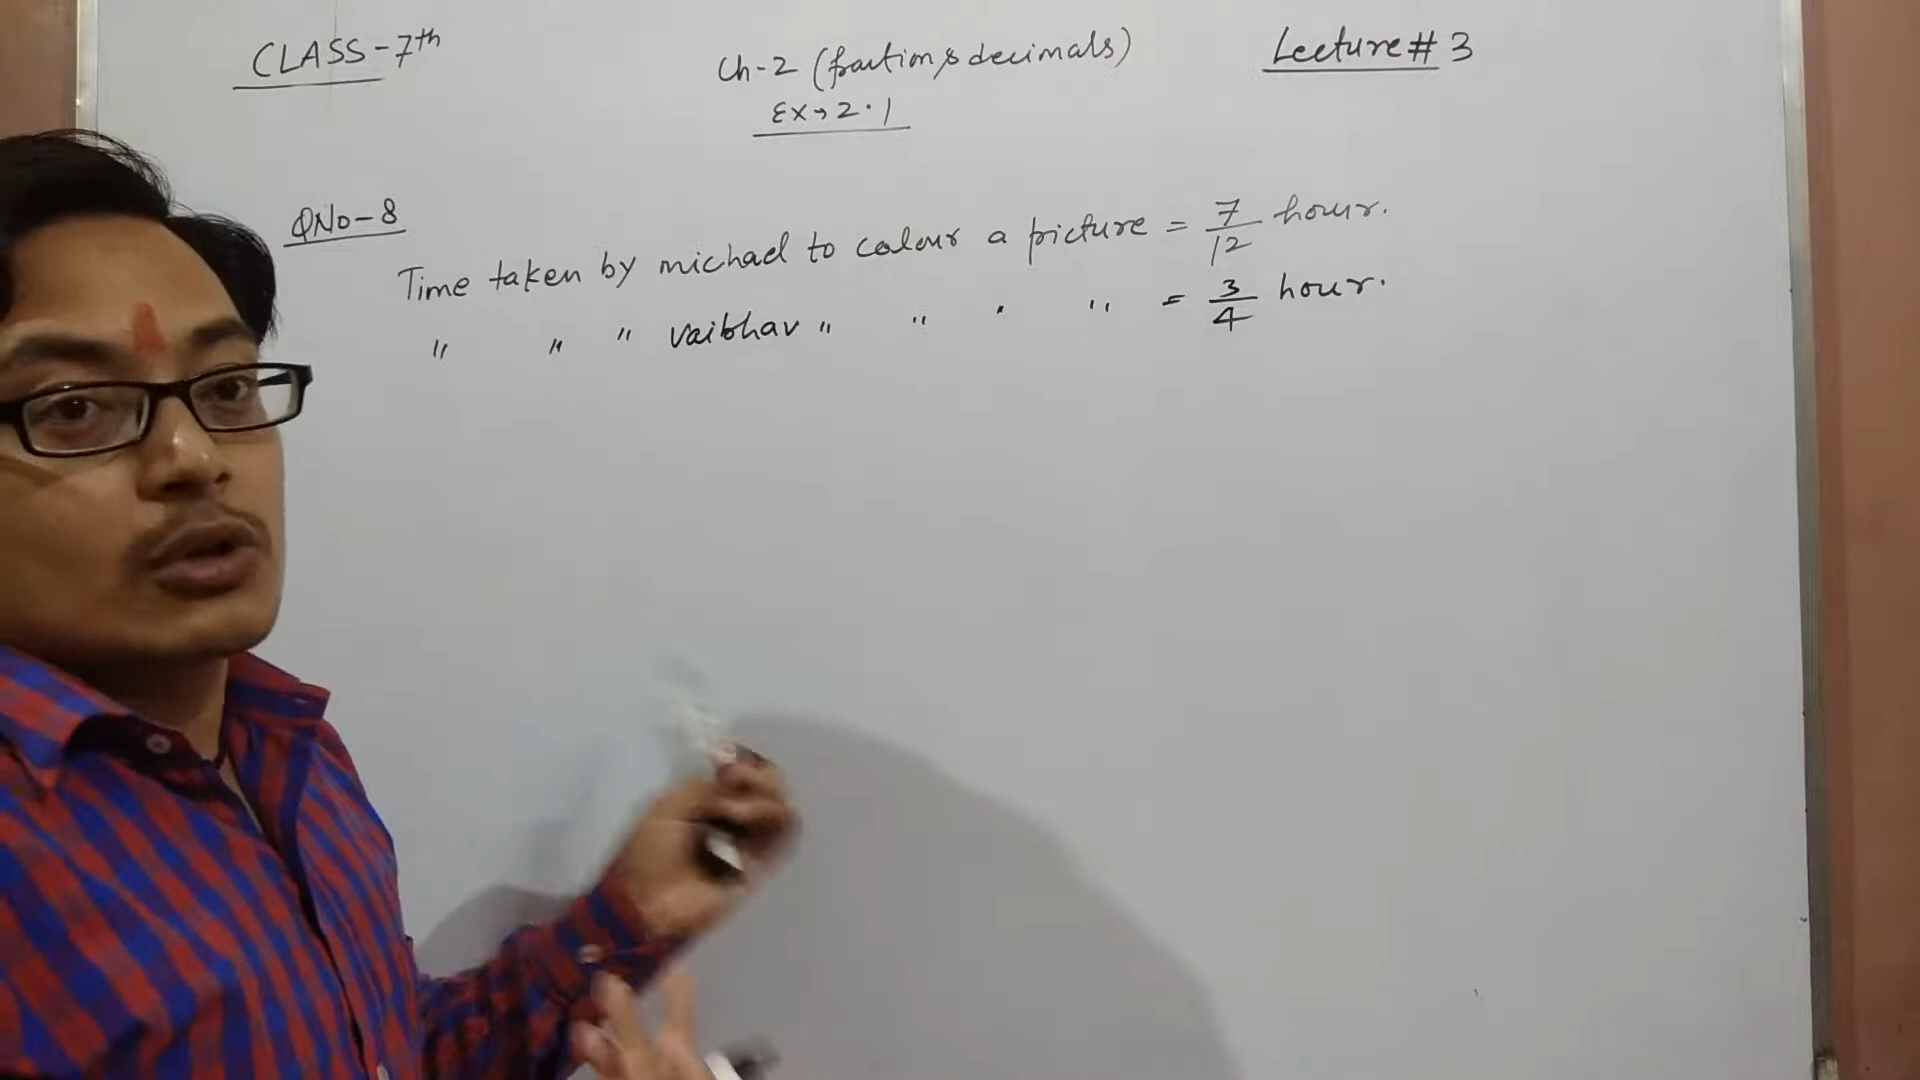 CLASS-7th
Ch-2 (fraction & decimals)
Ex→2.1
Lecture # 3
QNo-8
Time taken by michael to colour a picture = 7/12 hour.
" " " vaibhav " " " " = 3/4 hour.